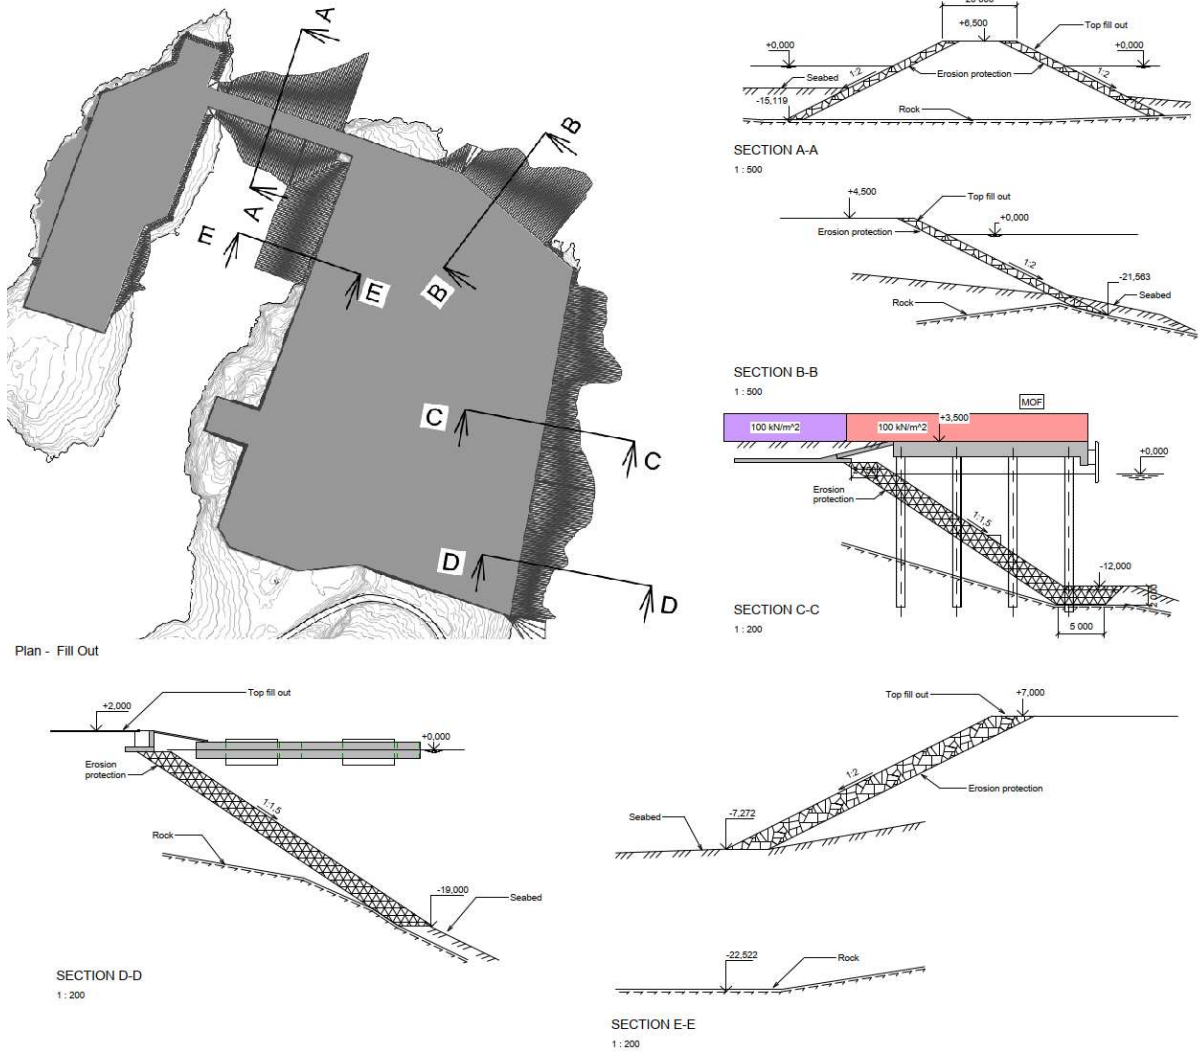 A
A
B
B
E
E
C
C
D
D
Plan - Fill Out
+6,500
Top fill out
+0,000
+0,000
Seabed
1:2
Erosion protection
1:2
-15,119
Rock
SECTION A-A
1 : 500
+4,500
Top fill out
+0,000
Erosion protection
1:2
-21,563
Seabed
Rock
SECTION B-B
1 : 500
MOF
100 kN/m^2
100 kN/m^2
+3,500
+0,000
Erosion
protection
1:1,5
-12,000
5 000
SECTION C-C
1 : 200
Top fill out
+2,000
+0,000
Erosion
protection
1:1,5
Rock
-19,000
Seabed
SECTION D-D
1 : 200
Top fill out
+7,000
1:2
Erosion protection
Seabed
-7,272
-22,522
Rock
SECTION E-E
1 : 200